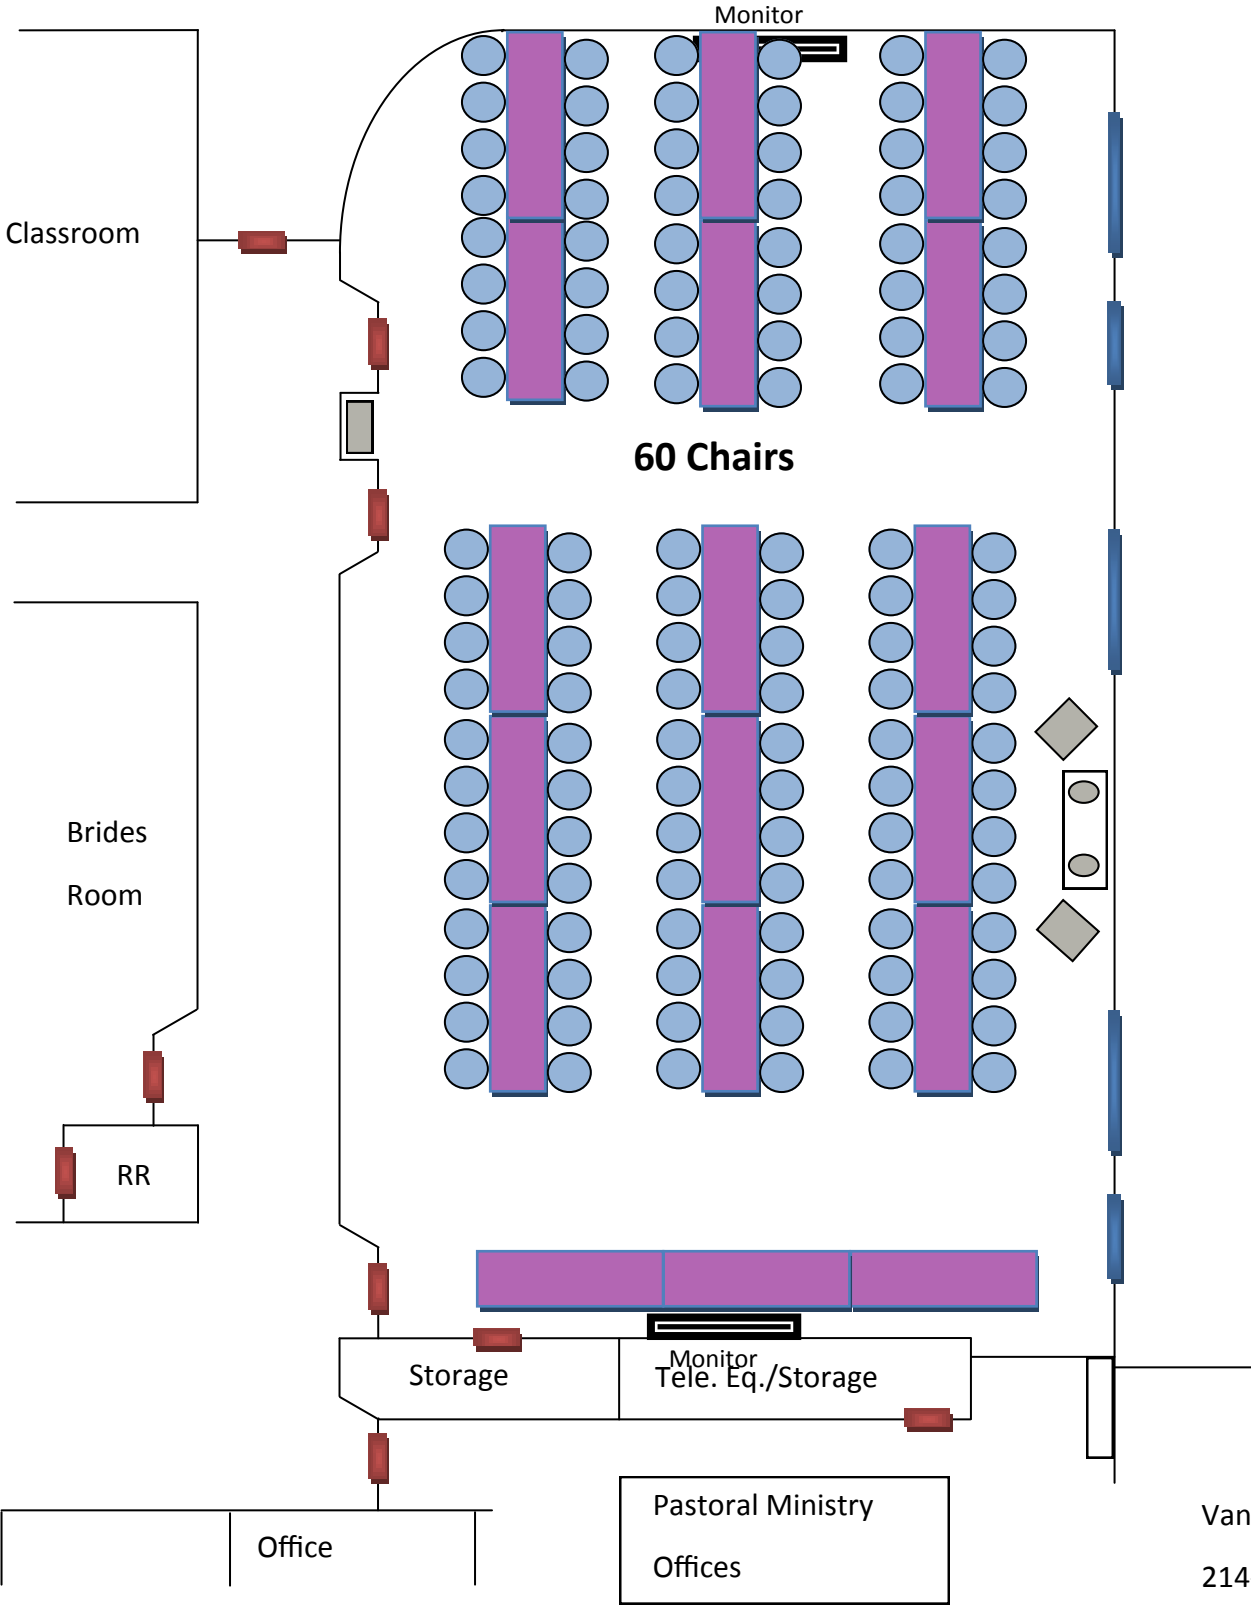 Monitor
Classroom
60 Chairs
Brides
Room
RR
Monitor
Storage
Tele. Eq./Storage
Pastoral Ministry
Offices
Office
Van
214